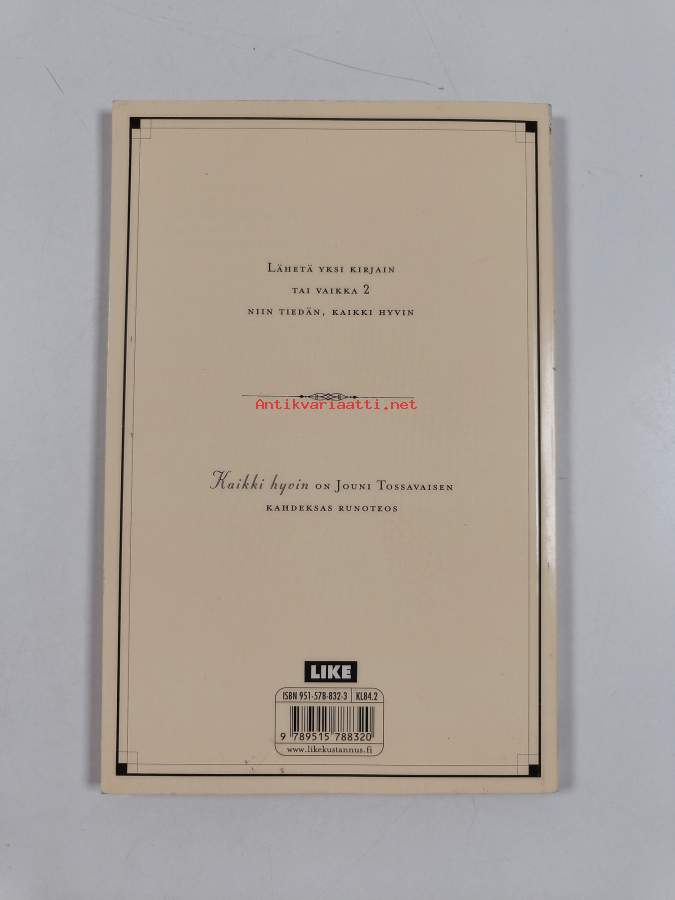 Lähetä yksi kirjain
tai vaikka 2
niin tiedän, kaikki hyvin
Antikvariaatti.net
Kaikki hyvin on Jouni Tossavaisen
kahdeksas runoteos
LIKE
ISBN 951-578-832-3 KL84.2
9 789515 788320
www.likekustannus.fi